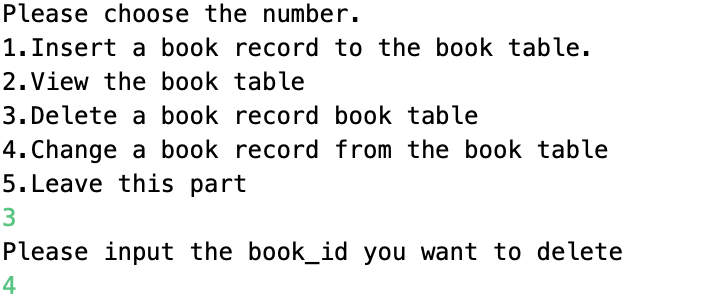 Please choose the number.
1.Insert a book record to the book table.
2.View the book table
3.Delete a book record book table
4.Change a book record from the book table
5.Leave this part
3
Please input the book_id you want to delete
4